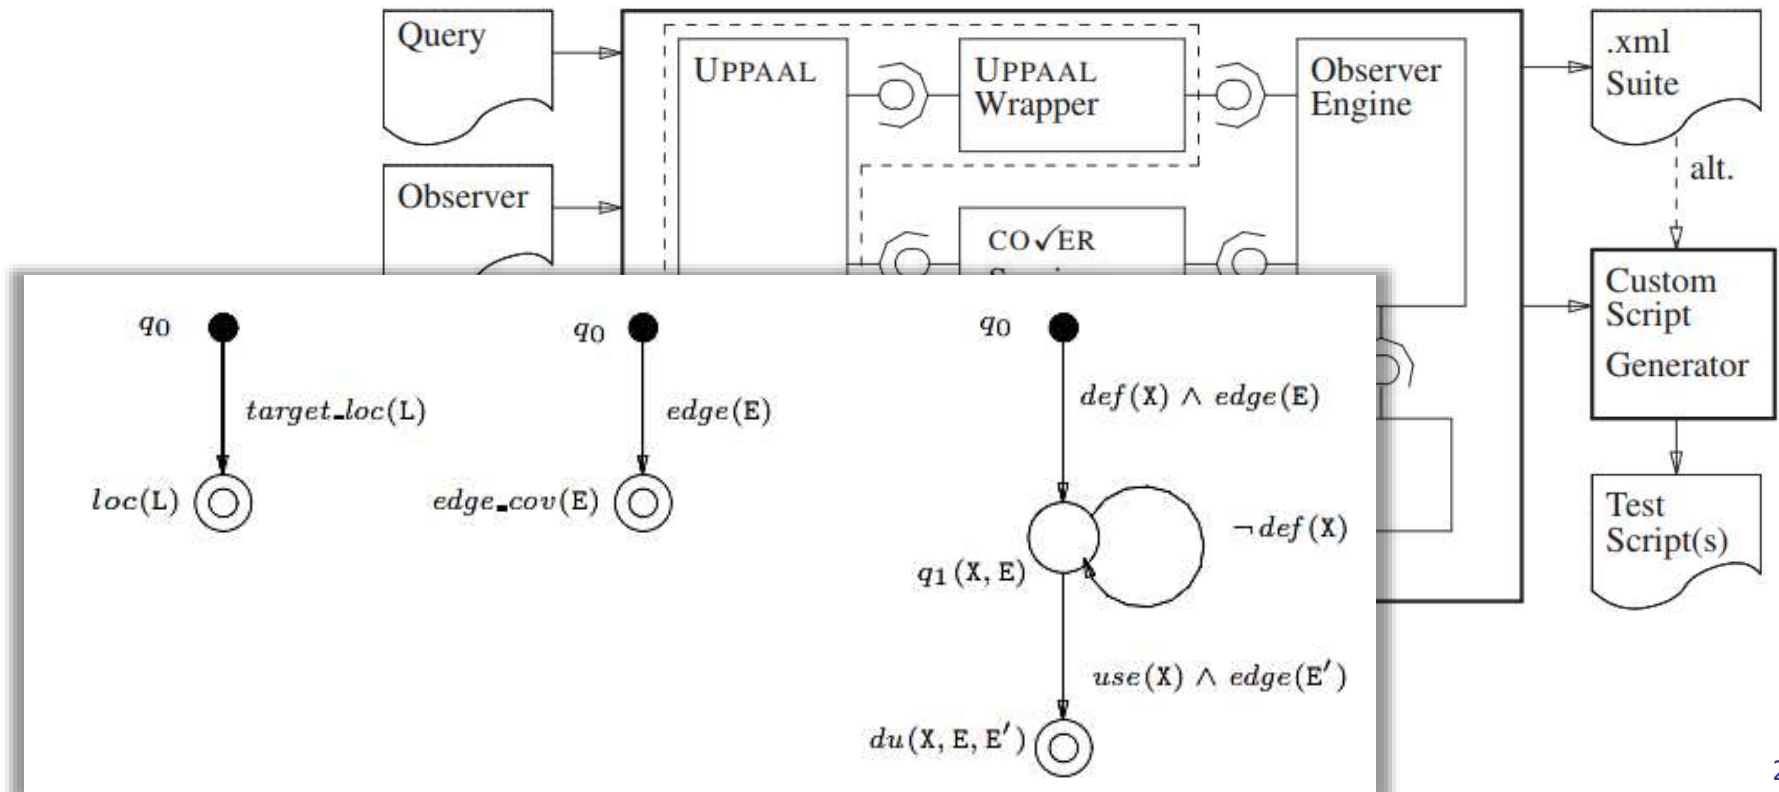 Query
UPPAAL
UPPAAL
Wrapper
Observer
Engine
.xml
Suite
alt.
Observer
CO✓ER
Custom
Script
Generator
Test
Script(s)
q0
target_loc(L)
loc(L)
q0
edge(E)
edge_cov(E)
q0
def(X) ∧ edge(E)
¬def(X)
q1(X, E)
use(X) ∧ edge(E′)
du(X, E, E′)